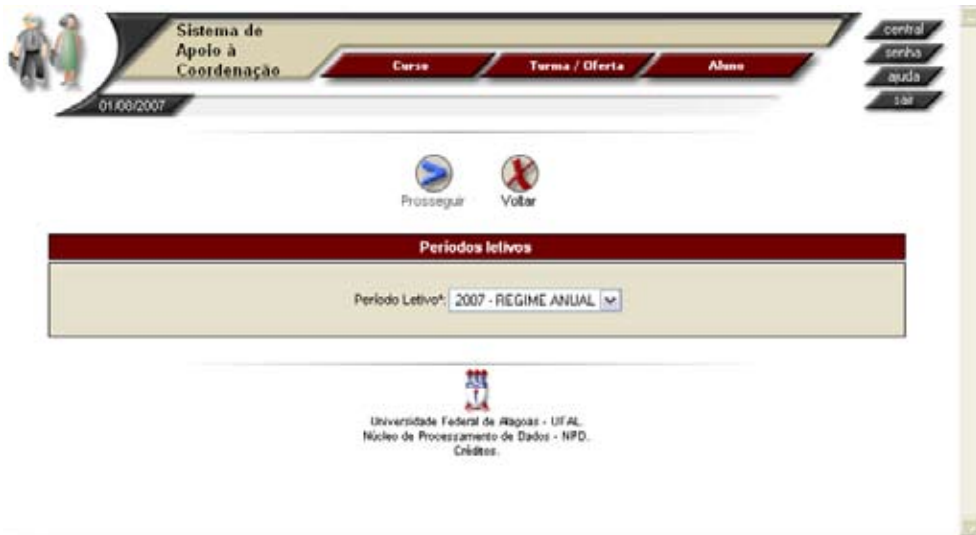 Sistema de
Apoio à
Coordenação
Curso
Turma / Oferta
Aluno
central
senha
ajuda
sair
01/08/2007
Prosseguir
Voltar
Períodos letivos
Período Letivo*: 2007 - REGIME ANUAL
Universidade Federal de Alagoas - UFAL.
Núcleo de Processamento de Dados - NPD.
Créditos.